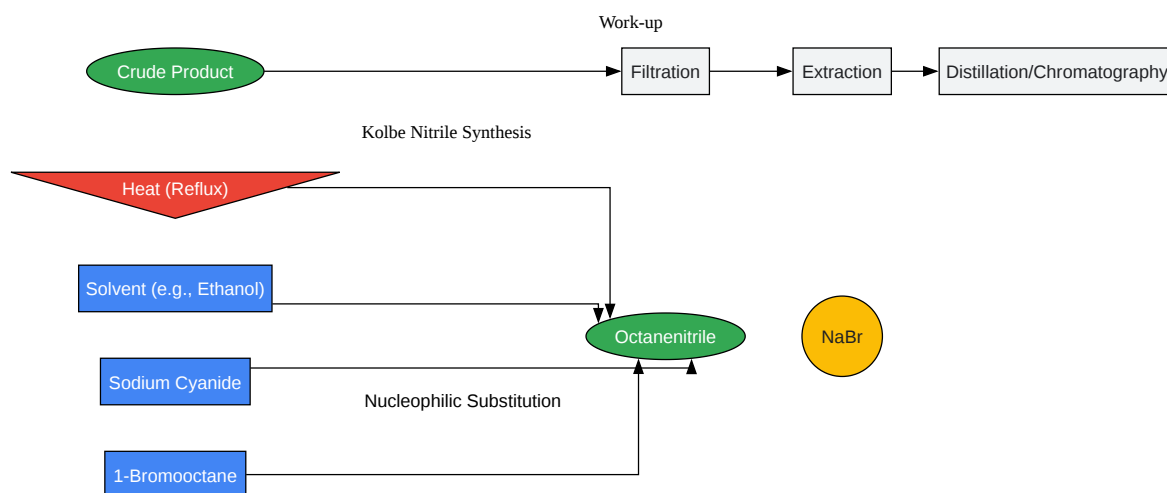 Work-up
Crude Product
Filtration
Extraction
Distillation/Chromatography
Kolbe Nitrile Synthesis
Heat (Reflux)
Solvent (e.g., Ethanol)
Octanenitrile
NaBr
Sodium Cyanide
Nucleophilic Substitution
1-Bromooctane